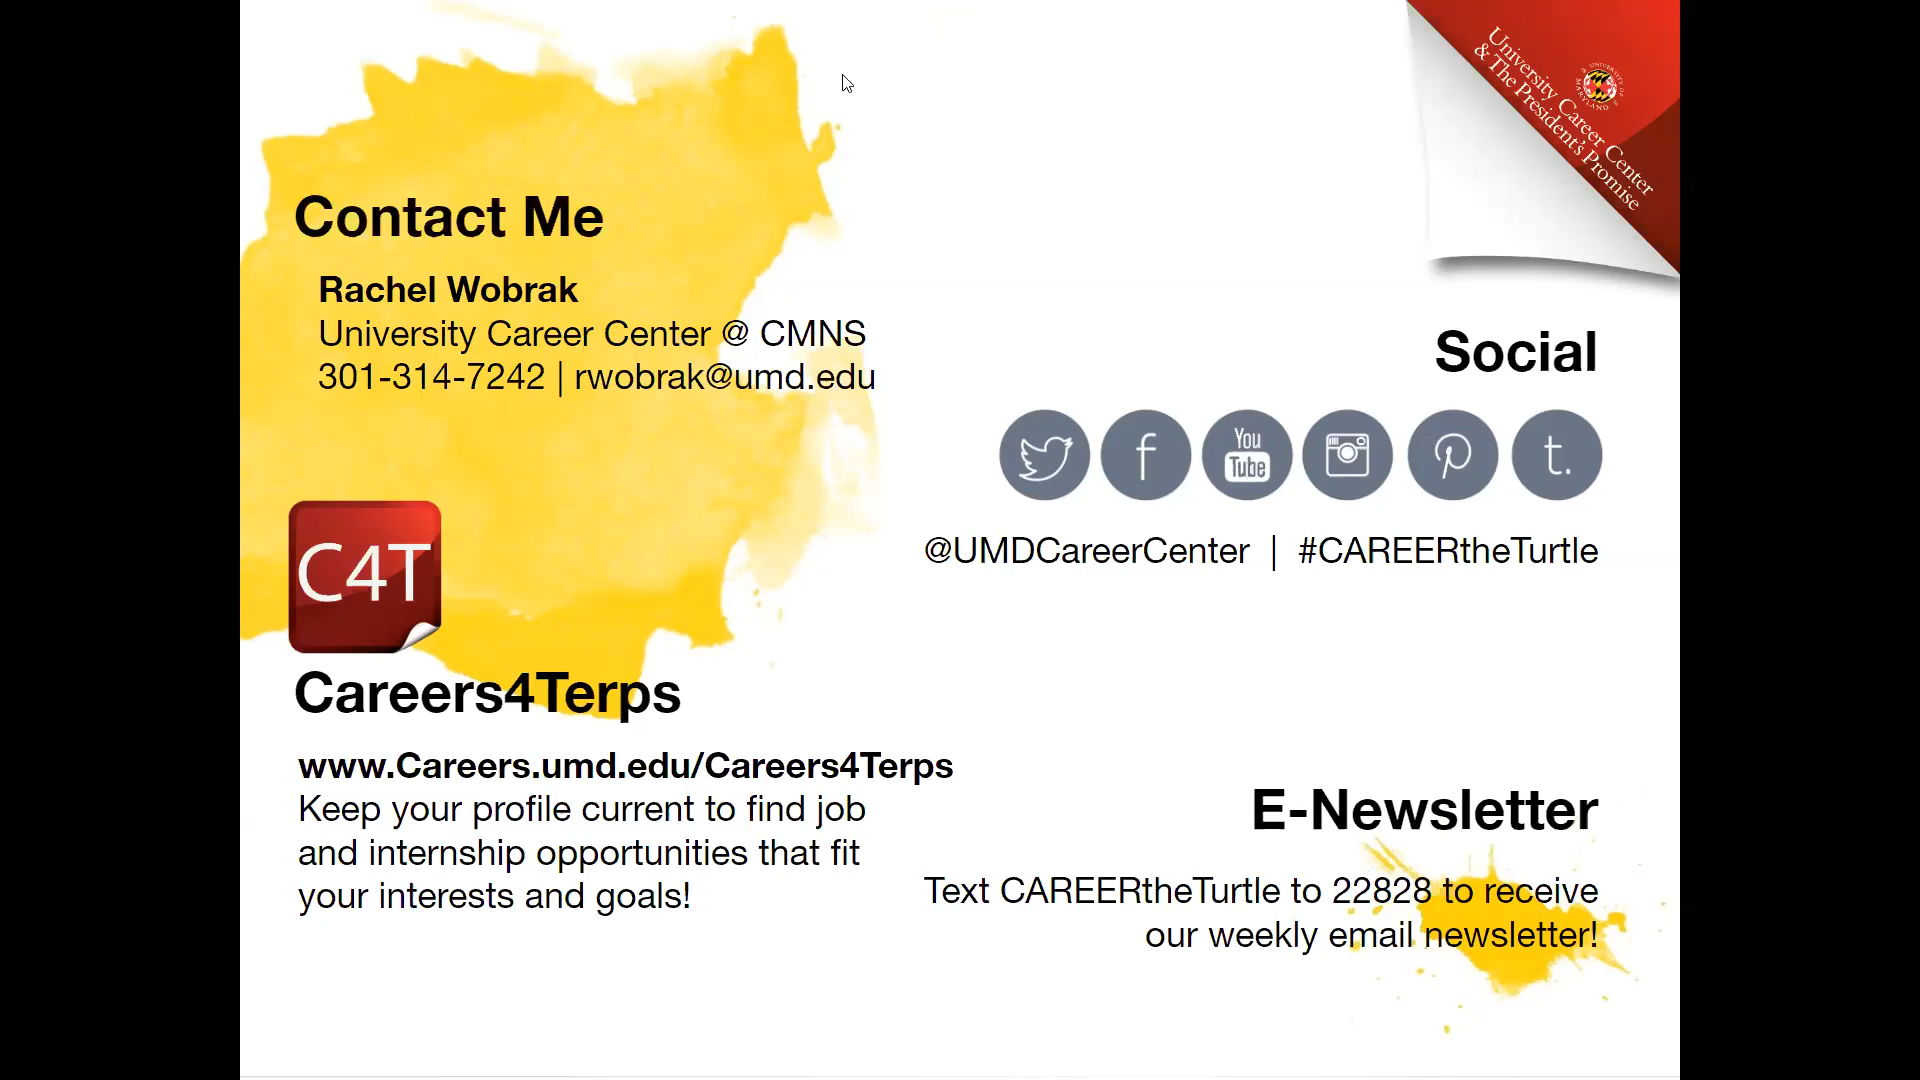 Contact Me
Rachel Wobrak
University Career Center @ CMNS
301-314-7242 | rwobrak@umd.edu
C4T
Careers4Terps
www.Careers.umd.edu/Careers4Terps
Keep your profile current to find job
and internship opportunities that fit
your interests and goals!
University Career Center
& The President's Promise
UNIVERSITY OF
MARYLAND
Social
f
You
Tube
t.
@UMDCareerCenter | #CAREERtheTurtle
E-Newsletter
Text CAREERtheTurtle to 22828 to receive
our weekly email newsletter!